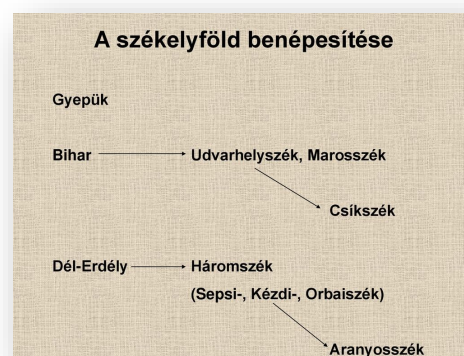 A székelyföld benépesítése
Gyepük
Bihar Udvarhelyszék, Marosszék
Csíkszék
Dél-Erdély Háromszék
(Sepsi-, Kézdi-, Orbaiszék)
Aranyosszék